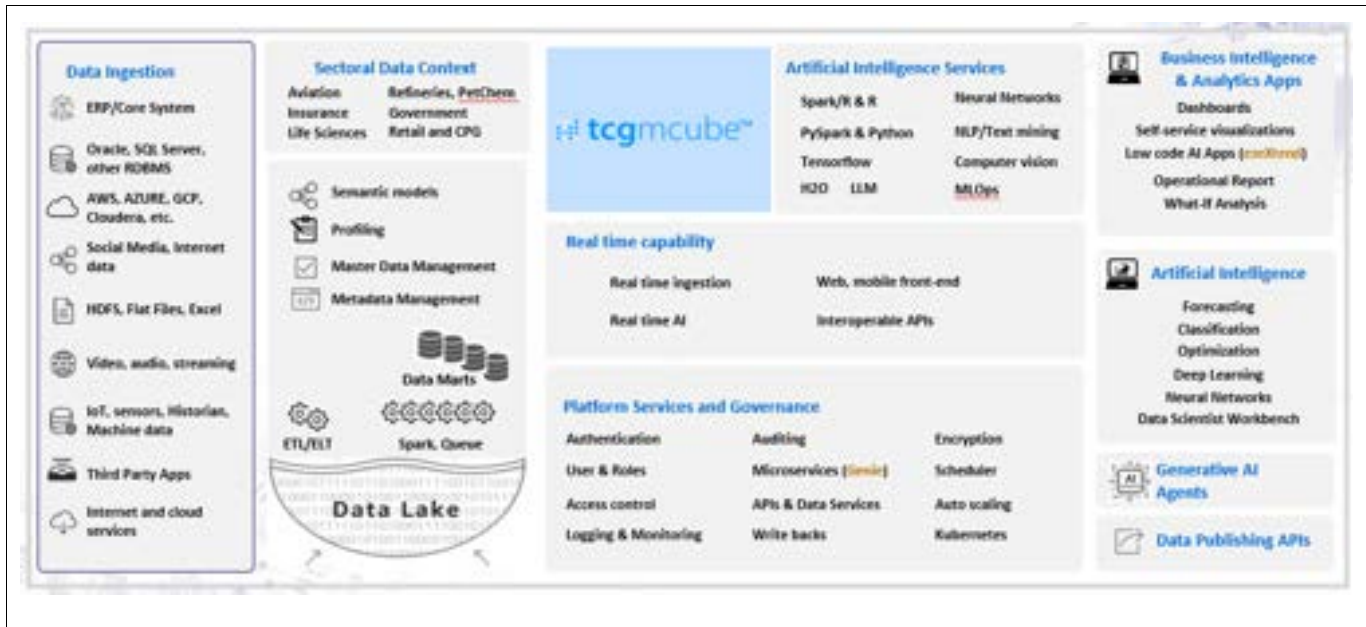 Data Ingestion
ERP/Core System
Oracle, SQL Server,
other RDBMS
AWS, AZURE, GCP,
Cloudera, etc.
Social Media, Internet
data
HDFS, Flat Files, Excel
Video, audio, streaming
IoT, sensors, Historian,
Machine data
Third Party Apps
Internet and cloud
services
Sectoral Data Context
Aviation Refineries, PetChem
Insurance Government
Life Sciences Retail and CPG
Semantic models
Profiling
Master Data Management
Metadata Management
Data Marts
ETL/ELT Spark, Queue
Data Lake
tcgmcube™
Artificial Intelligence Services
Spark/R & R Neural Networks
PySpark & Python NLP/Text mining
Tensorflow Computer vision
H2O LLM MLOps
Real time capability
Real time ingestion Web, mobile front-end
Real time AI Interoperable APIs
Platform Services and Governance
Authentication Auditing Encryption
User & Roles Microservices (Genie) Scheduler
Access control APIs & Data Services Auto scaling
Logging & Monitoring Write backs Kubernetes
Business Intelligence
& Analytics Apps
Dashboards
Self-service visualizations
Low code AI Apps
Operational Report
What-If Analysis
Artificial Intelligence
Forecasting
Classification
Optimization
Deep Learning
Neural Networks
Data Scientist Workbench
AI
Generative AI
Agents
Data Publishing APIs